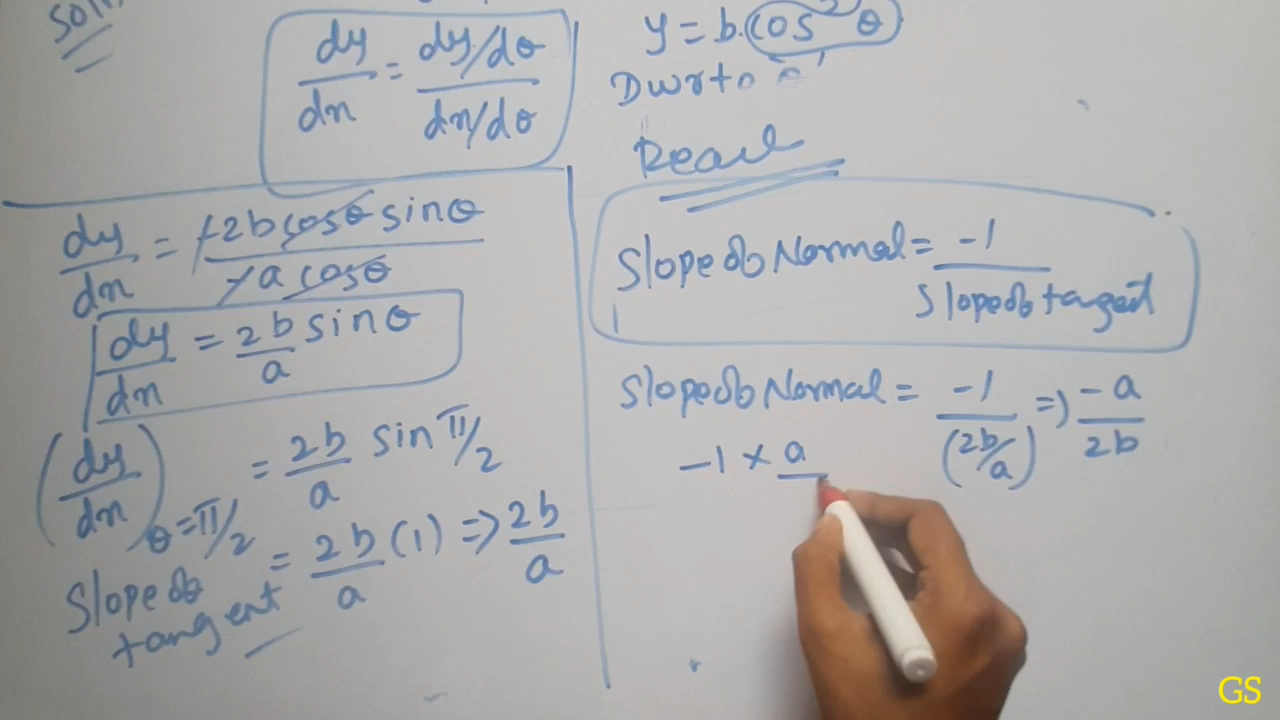 Soln
dy/dx = (dy/dθ)/(dx/dθ)
y = b.cos²θ
Dwrto
dy/dx = -2b cosθ sinθ/-a cosθ
dy/dx = 2b/a sinθ
(dy/dx)θ=π/2 = 2b/a sin π/2
Slope of tangent = 2b/a (1) => 2b/a
Slope of Normal = -1/Slope of tangent
Slope of Normal = -1/(2b/a) => -a/2b
-1 × a
GS